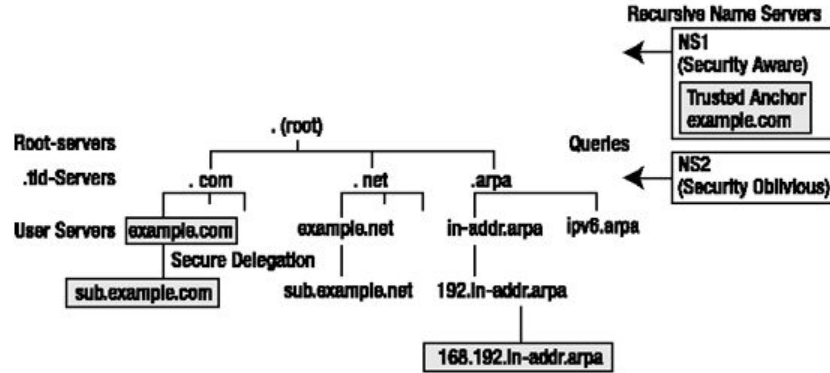 Recursive Name Servers
NS1
(Security Aware)
Trusted Anchor
example.com
. (root)
Root-servers
Queries
NS2
(Security Oblivious)
.tld-Servers
. com
. net
.arpa
User Servers
example.com
example.net
in-addr.arpa
ipv6.arpa
Secure Delegation
sub.example.com
sub.example.net
192.in-addr.arpa
168.192.in-addr.arpa